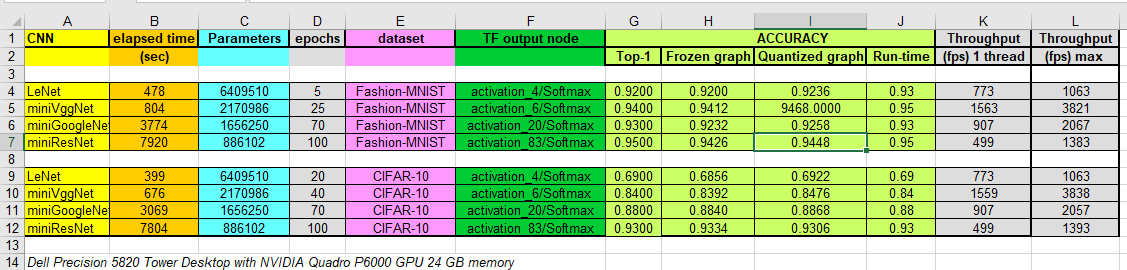 A B C D E F G H I J K L
1 CNN elapsed time Parameters epochs dataset TF output node ACCURACY Throughput Throughput
2 (sec) Top-1 Frozen graph Quantized graph Run-time (fps) 1 thread (fps) max
3
4 LeNet 478 6409510 5 Fashion-MNIST activation_4/Softmax 0.9200 0.9200 0.9236 0.93 773 1063
5 miniVggNet 804 2170986 25 Fashion-MNIST activation_6/Softmax 0.9400 0.9412 9468.0000 0.95 1563 3821
6 miniGoogleNe 3774 1656250 70 Fashion-MNIST activation_20/Softmax 0.9300 0.9232 0.9258 0.93 907 2067
7 miniResNet 7920 886102 100 Fashion-MNIST activation_83/Softmax 0.9500 0.9426 0.9448 0.95 499 1383
8
9 LeNet 399 6409510 20 CIFAR-10 activation_4/Softmax 0.6900 0.6856 0.6922 0.69 773 1063
10 miniVggNet 676 2170986 40 CIFAR-10 activation_6/Softmax 0.8400 0.8392 0.8476 0.84 1559 3838
11 miniGoogleNe 3069 1656250 70 CIFAR-10 activation_20/Softmax 0.8800 0.8840 0.8868 0.88 907 2057
12 miniResNet 7804 886102 100 CIFAR-10 activation_83/Softmax 0.9300 0.9334 0.9306 0.93 499 1393
13
14 Dell Precision 5820 Tower Desktop with NVIDIA Quadro P6000 GPU 24 GB memory